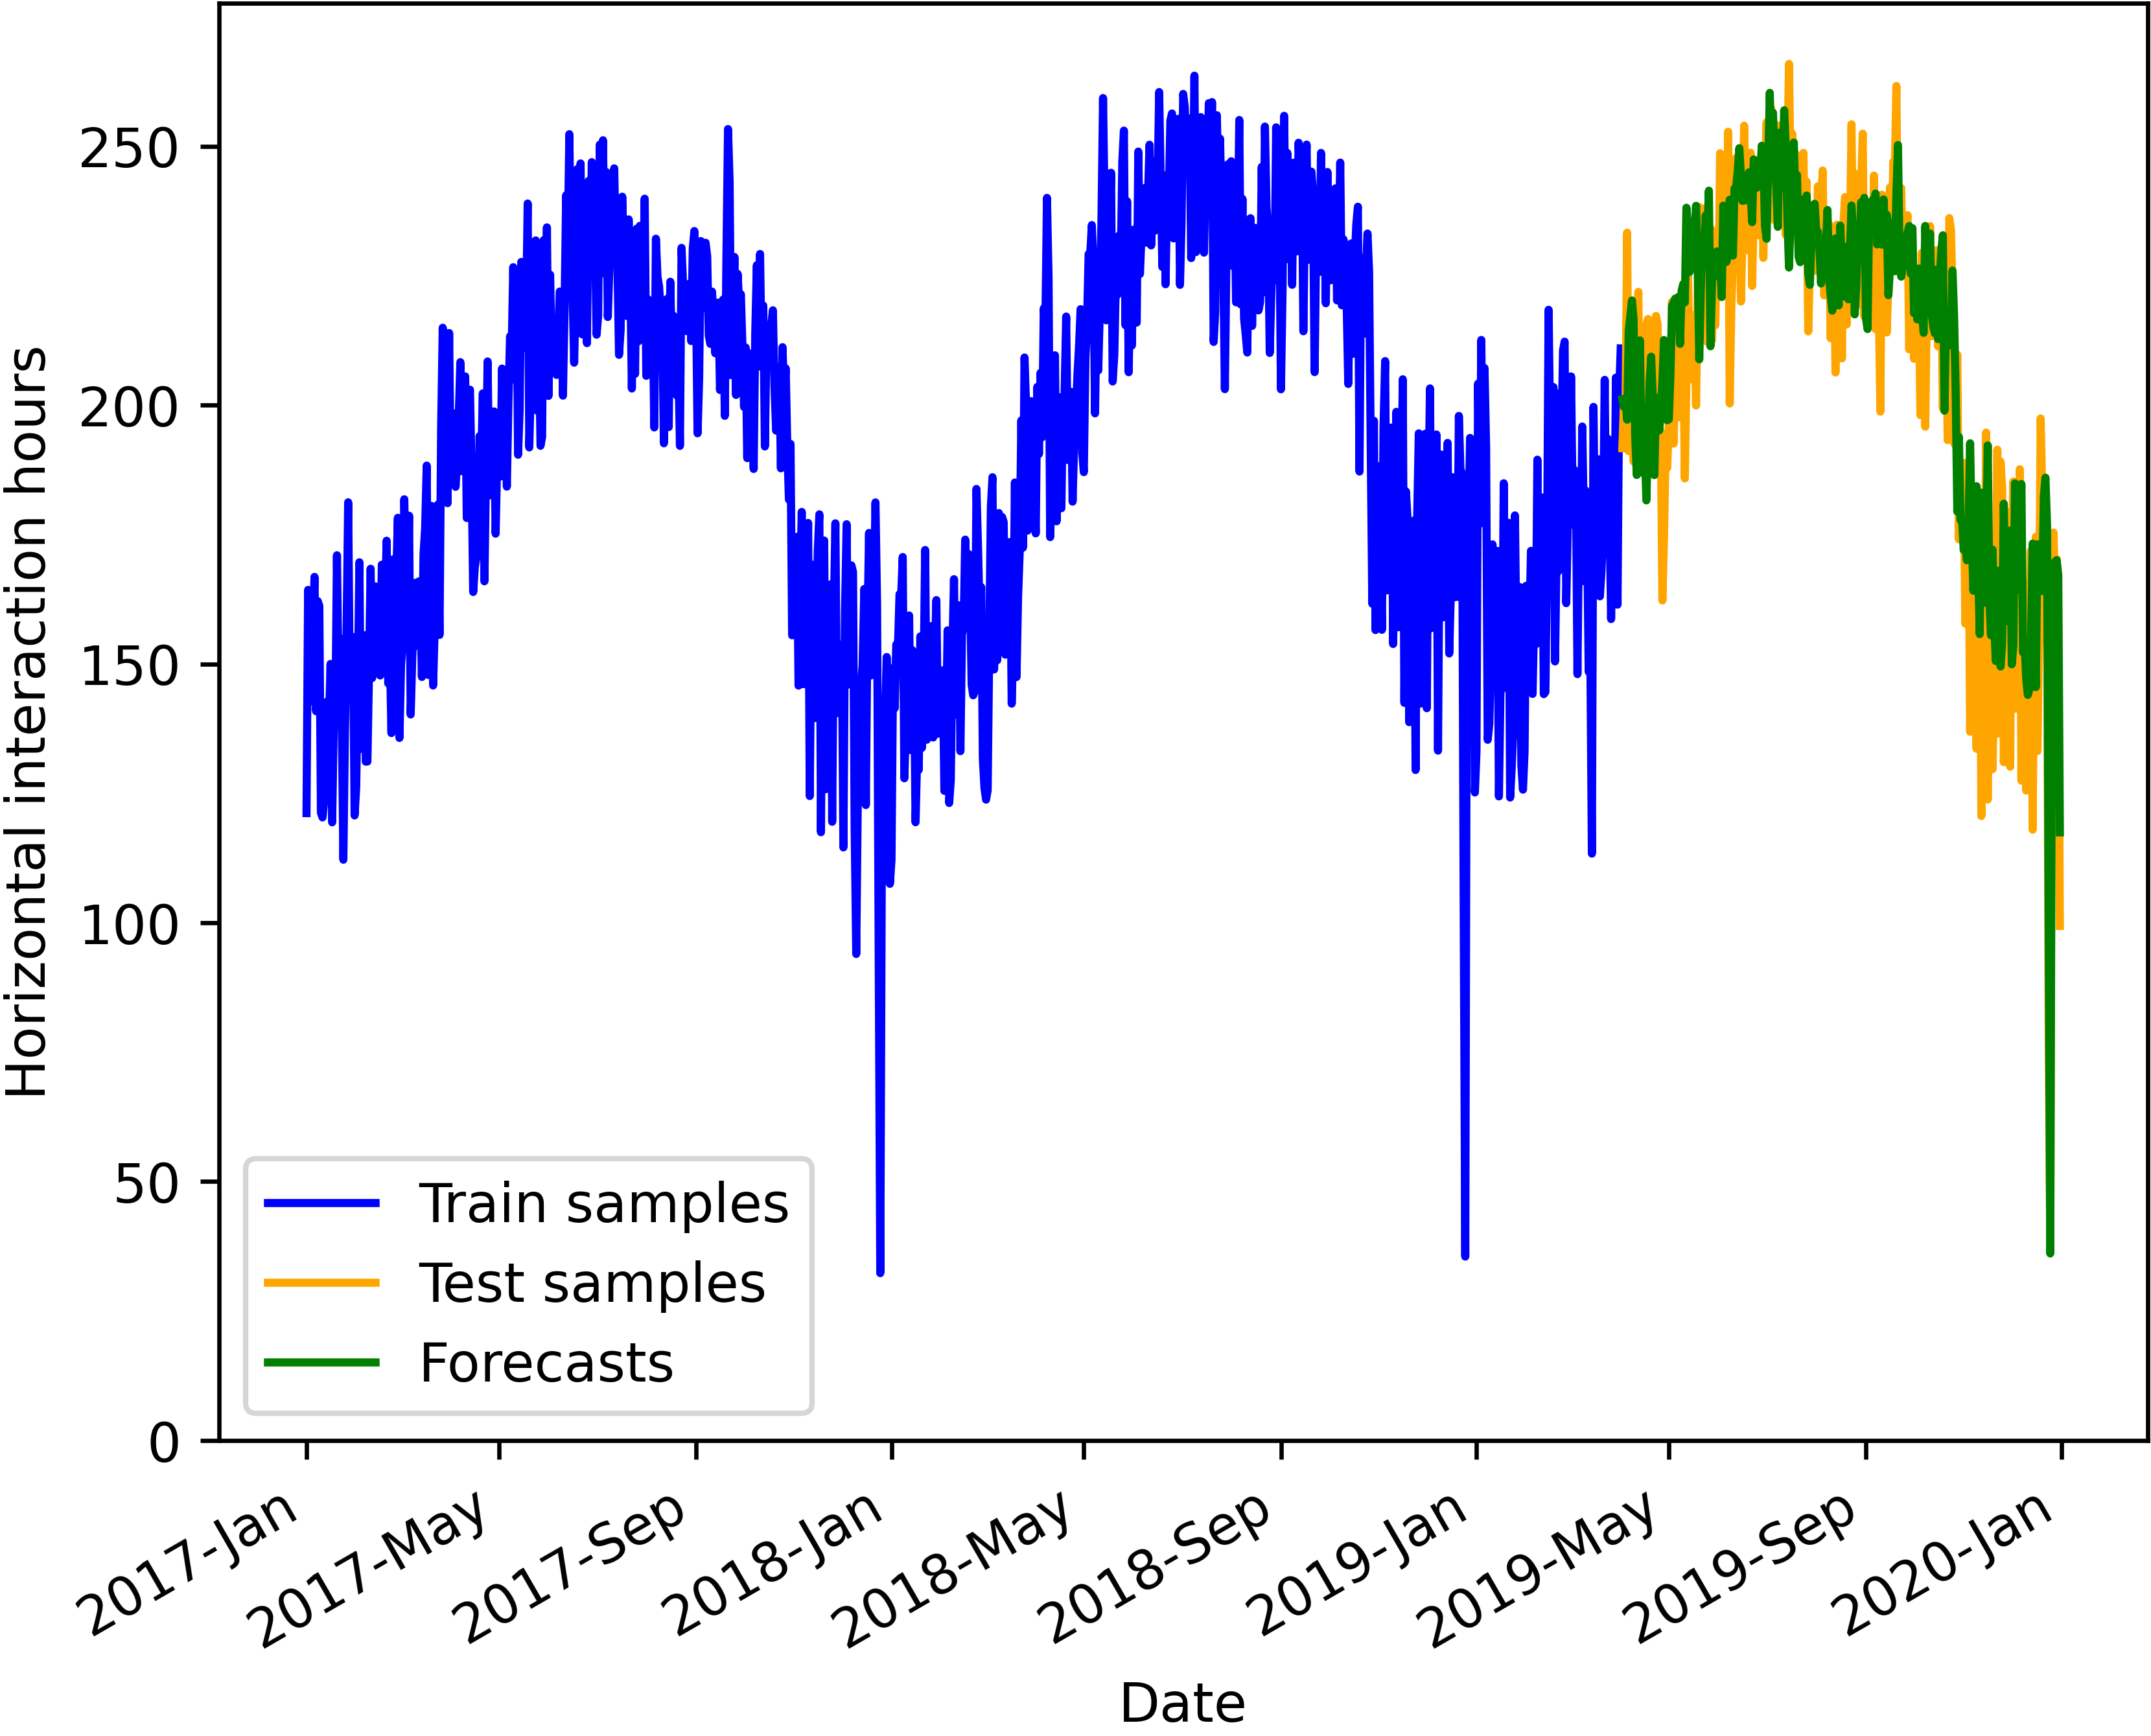 Horizontal interaction hours
250
200
150
100
50
0
Train samples
Test samples
Forecasts
2017-Jan
2017-May
2017-Sep
2018-Jan
2018-May
2018-Sep
2019-Jan
2019-May
2019-Sep
2020-Jan
Date